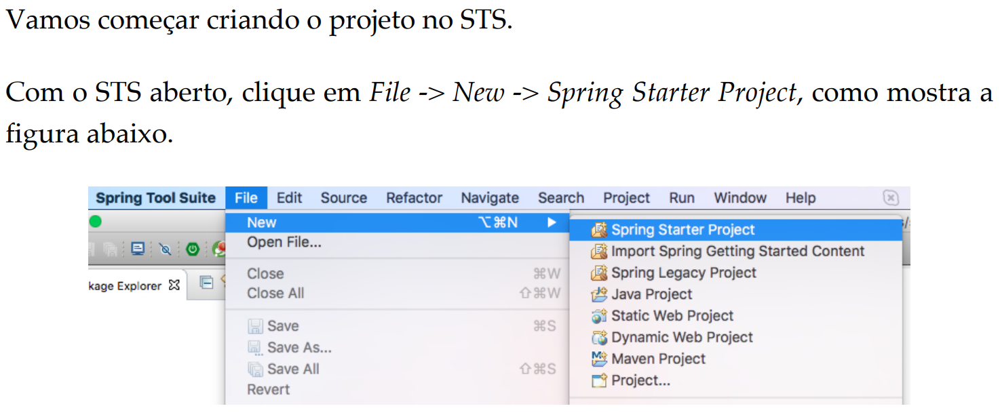 Vamos começar criando o projeto no STS.
Com o STS aberto, clique em File -> New -> Spring Starter Project, como mostra a
figura abaixo.
Spring Tool Suite File Edit Source Refactor Navigate Search Project Run Window Help
New ⌥⌘N ▶
Open File...
Close ⌘W
Close All ⇧⌘W
Save ⌘S
Save As...
Save All ⇧⌘S
Revert
Spring Starter Project
Import Spring Getting Started Content
Spring Legacy Project
Java Project
Static Web Project
Dynamic Web Project
Maven Project
Project...
kage Explorer